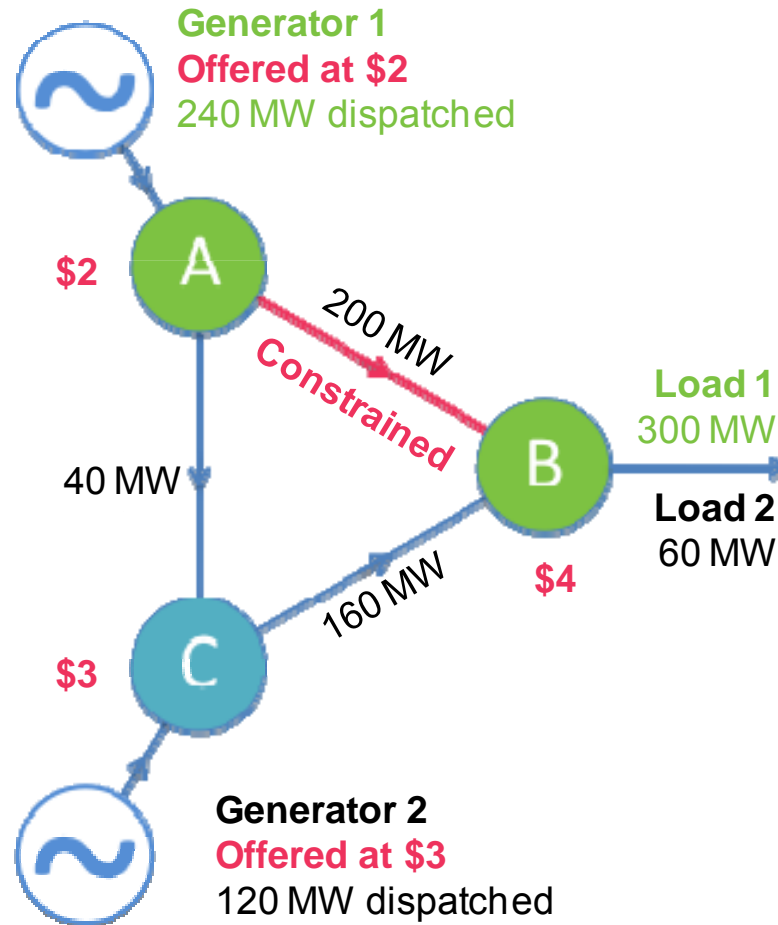 Generator 1
Offered at $2
240 MW dispatched
$2
A
200 MW
Constrained
Load 1
300 MW
B
40 MW
Load 2
60 MW
160 MW
$4
C
$3
Generator 2
Offered at $3
120 MW dispatched